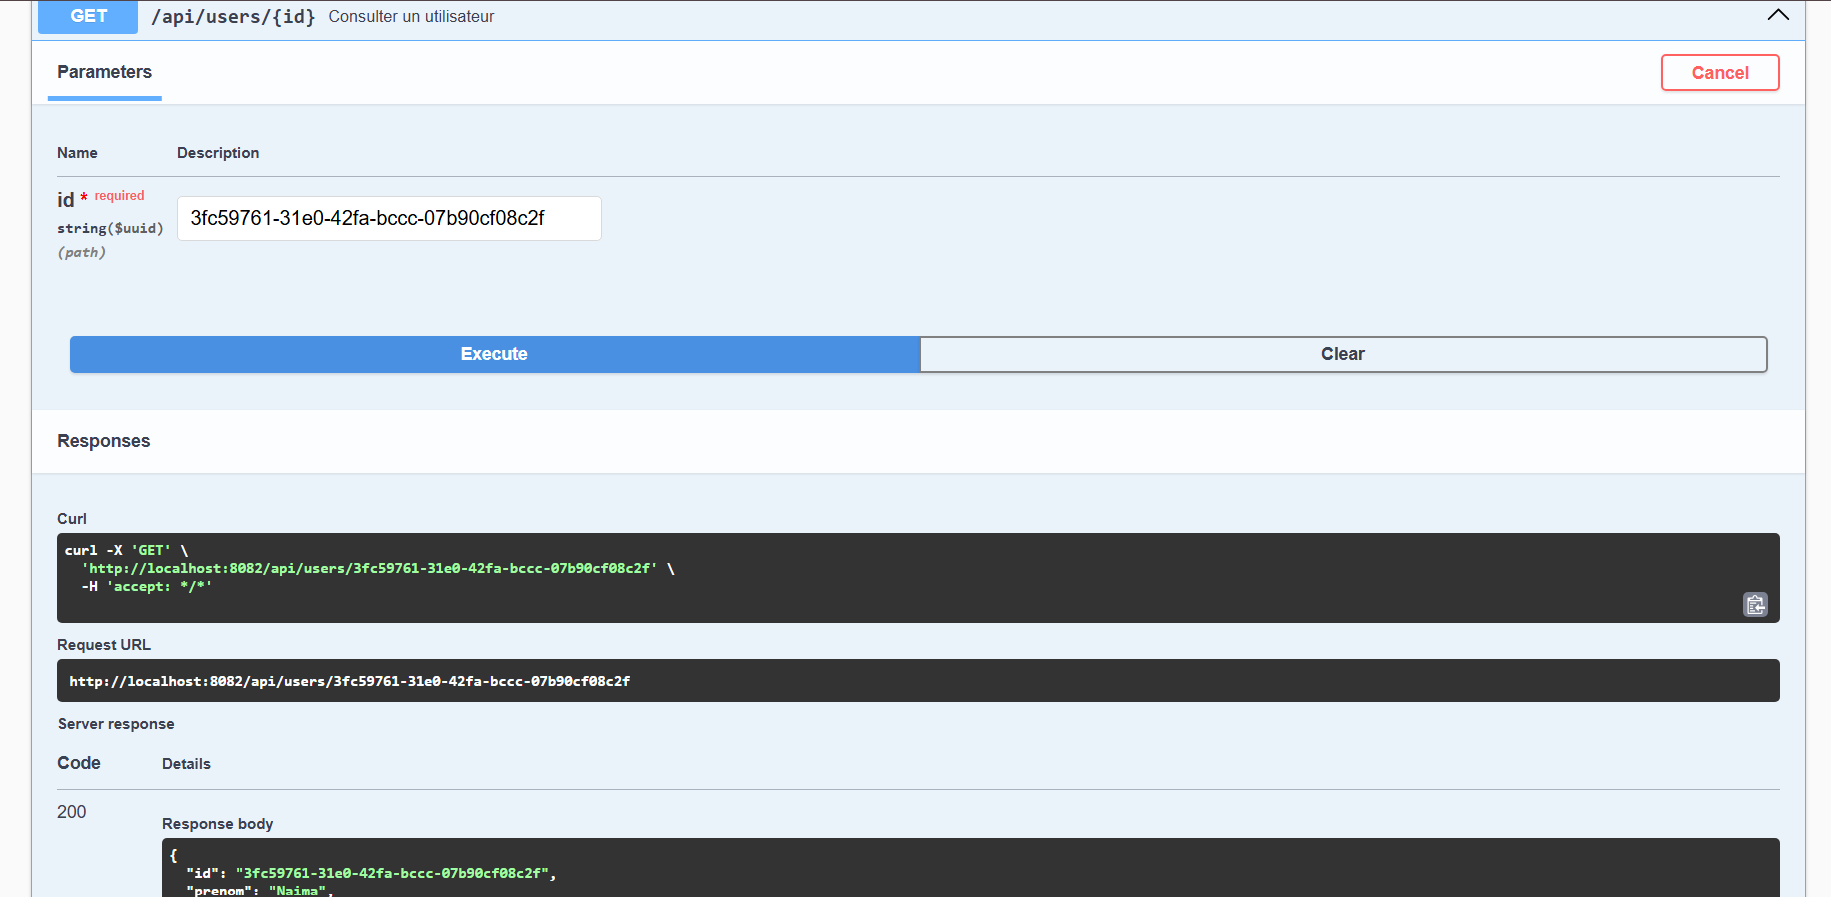 GET /api/users/{id} Consulter un utilisateur
Parameters
Cancel
Name Description
id * required
string($uuid)
(path)
3fc59761-31e0-42fa-bccc-07b90cf08c2f
Execute Clear
Responses
Curl
curl -X 'GET' \
'http://localhost:8082/api/users/3fc59761-31e0-42fa-bccc-07b90cf08c2f' \
-H 'accept: */*'
Request URL
http://localhost:8082/api/users/3fc59761-31e0-42fa-bccc-07b90cf08c2f
Server response
Code Details
200
Response body
{
"id": "3fc59761-31e0-42fa-bccc-07b90cf08c2f",
"prenom": "Naima",